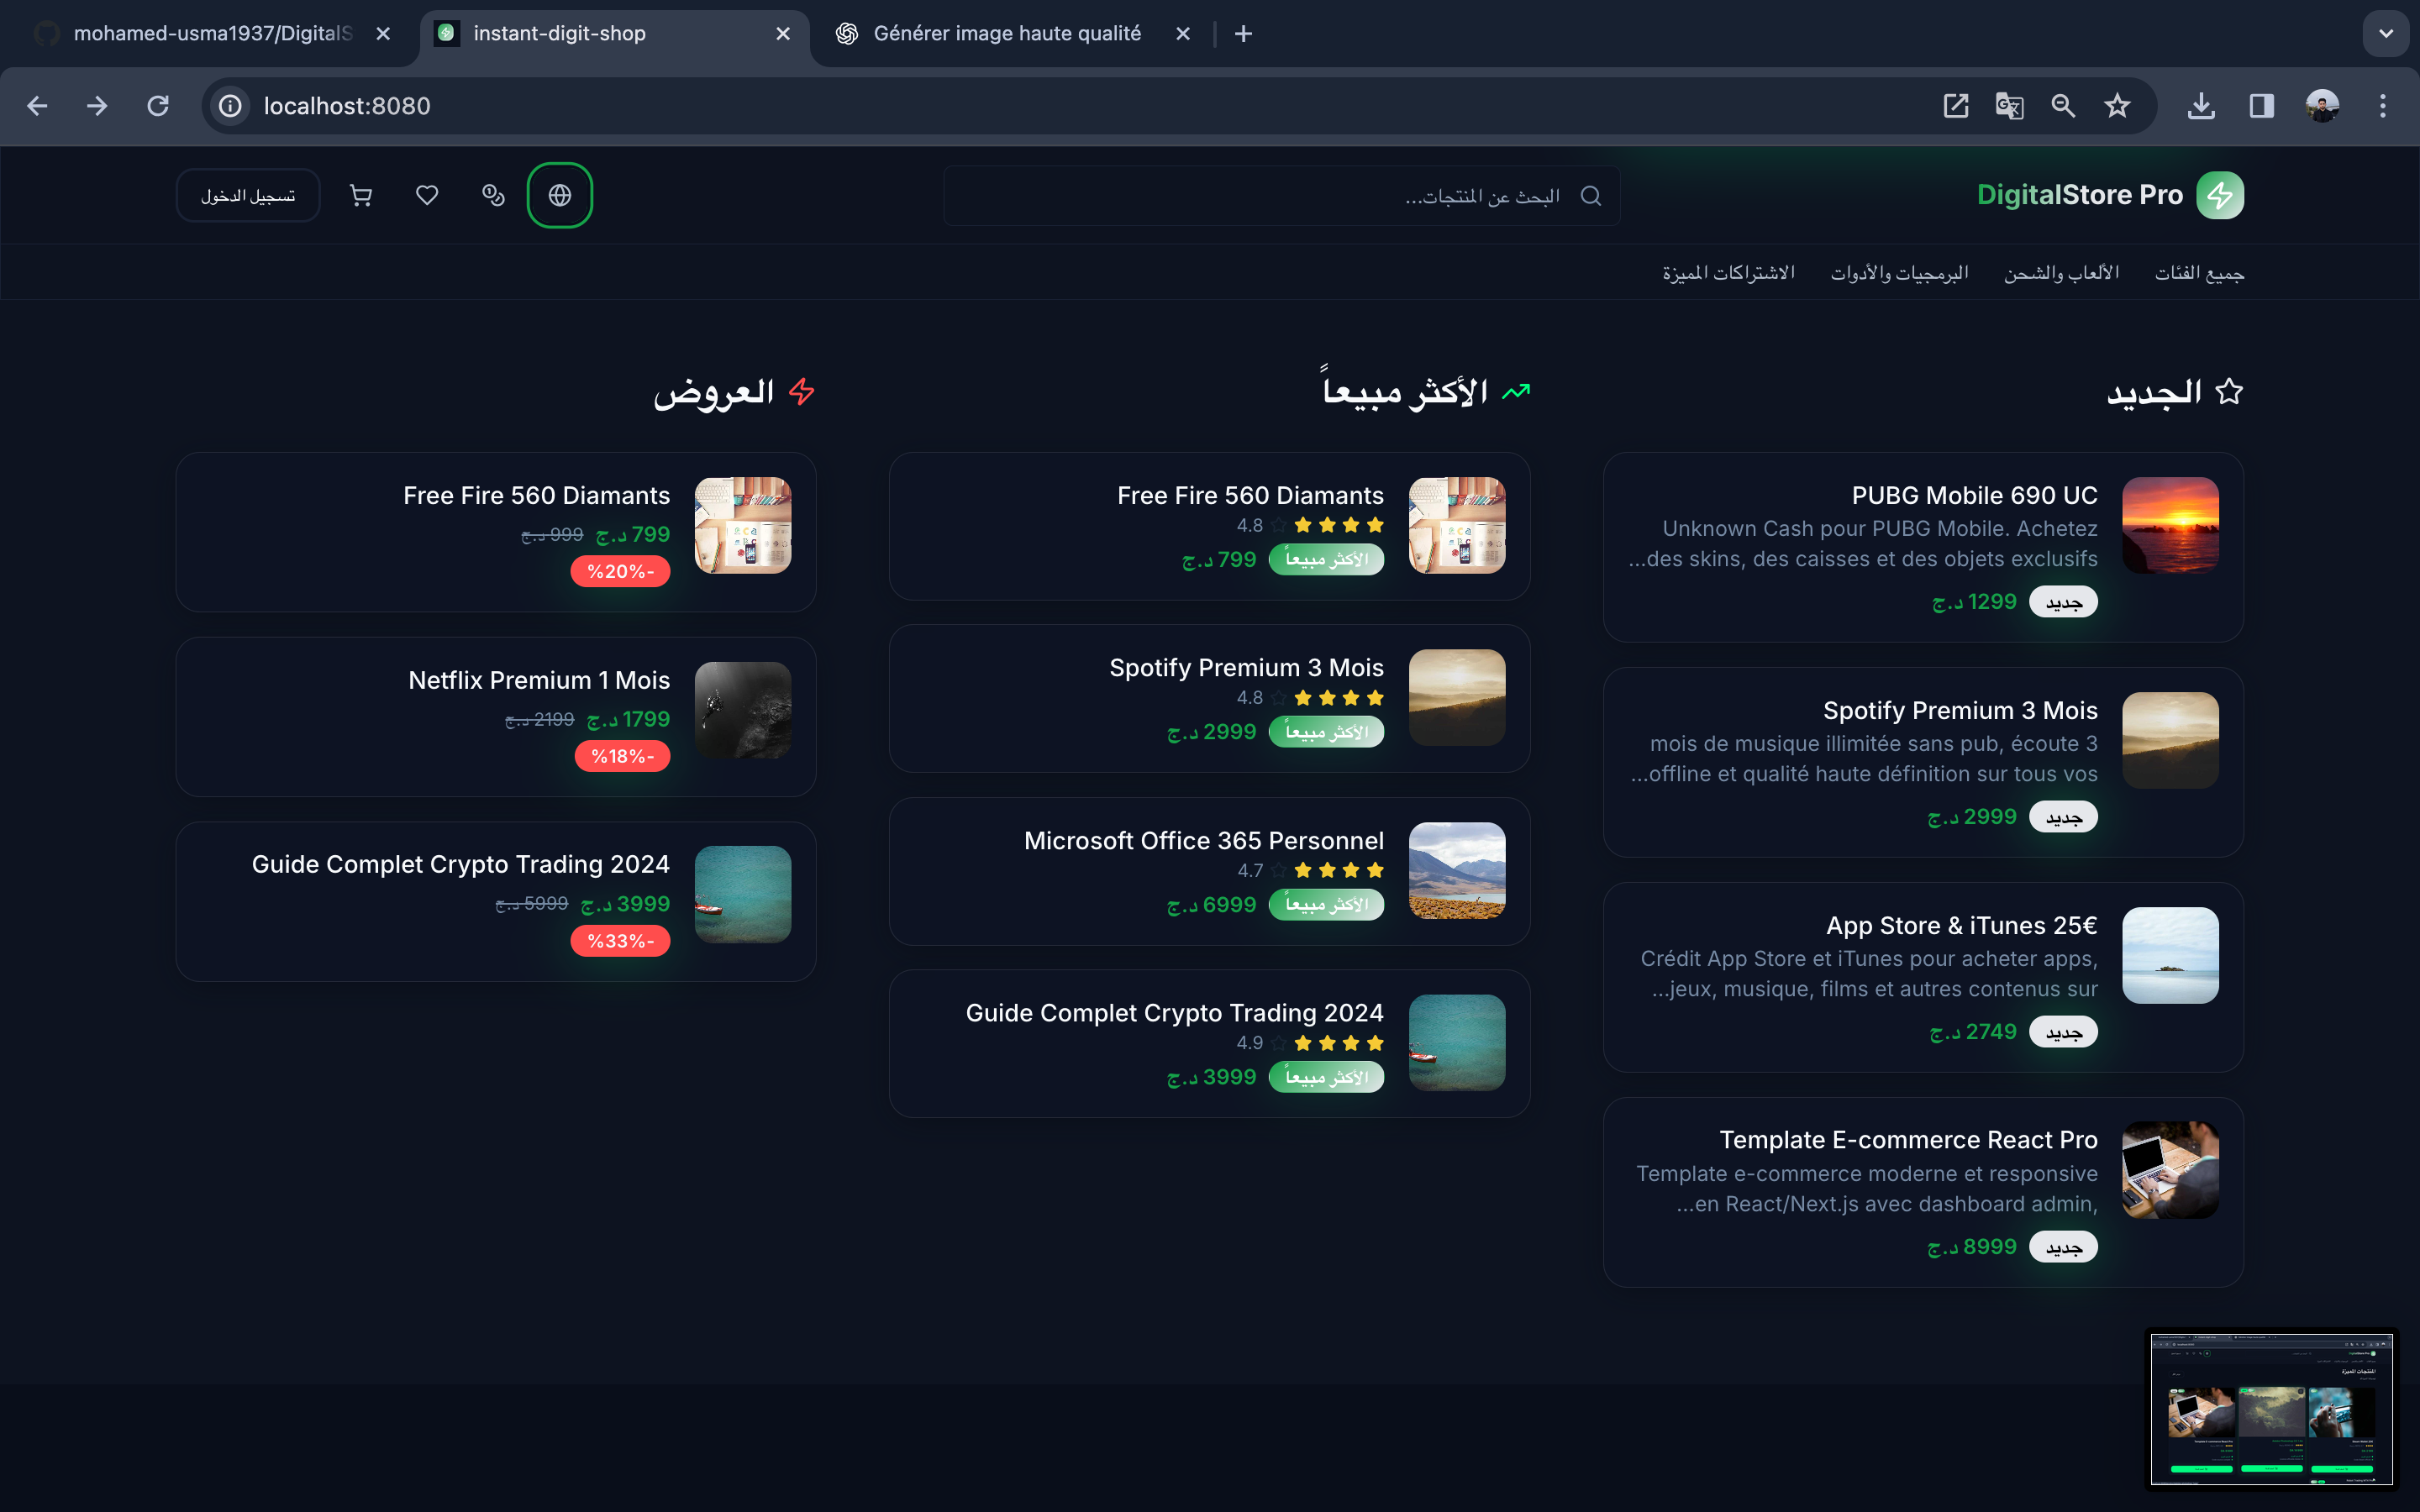 mohamed-usma1937/DigitalS
instant-digit-shop
Générer image haute qualité
localhost:8080
DigitalStore Pro
البحث عن المنتجات...
تسجيل الدخول
جميع الفئات
الألعاب والشحن
البرمجيات والأدوات
الاشتراكات المميزة
الجديد
PUBG Mobile 690 UC
Unknown Cash pour PUBG Mobile. Achetez
...des skins, des caisses et des objets exclusifs
جديد
1299 د.ج
Spotify Premium 3 Mois
mois de musique illimitée sans pub, écoute 3
...offline et qualité haute définition sur tous vos
جديد
2999 د.ج
App Store & iTunes 25€
Crédit App Store et iTunes pour acheter apps,
...jeux, musique, films et autres contenus sur
جديد
2749 د.ج
Template E-commerce React Pro
Template e-commerce moderne et responsive
...en React/Next.js avec dashboard admin,
جديد
8999 د.ج
الأكثر مبيعاً
Free Fire 560 Diamants
4.8
الأكثر مبيعاً
799 د.ج
Spotify Premium 3 Mois
4.8
الأكثر مبيعاً
2999 د.ج
Microsoft Office 365 Personnel
4.7
الأكثر مبيعاً
6999 د.ج
Guide Complet Crypto Trading 2024
4.9
الأكثر مبيعاً
3999 د.ج
العروض
Free Fire 560 Diamants
799 د.ج 999 د.ج
%20%-
Netflix Premium 1 Mois
1799 د.ج 2199 د.ج
%18%-
Guide Complet Crypto Trading 2024
3999 د.ج 5999 د.ج
%33%-
المنتجات المميزة